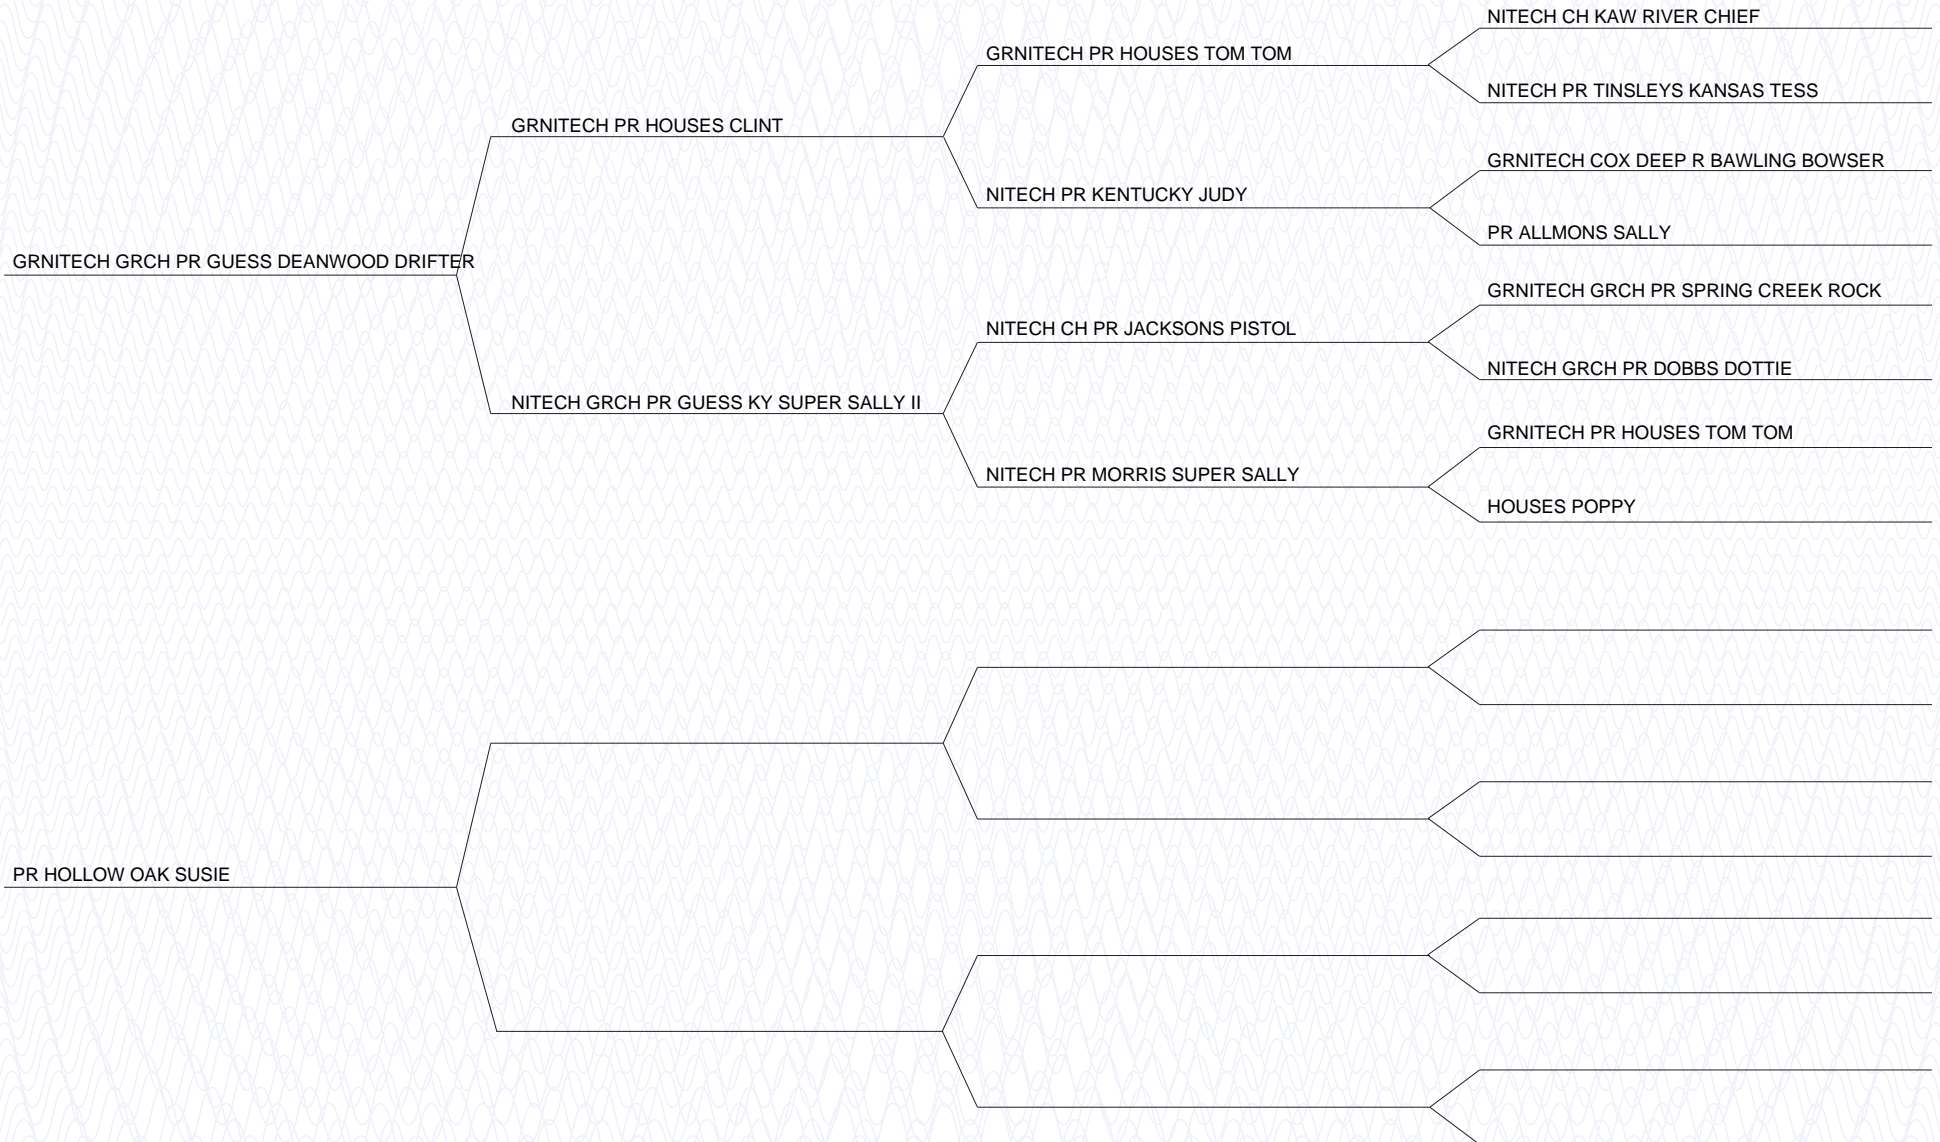 NITECH CH KAW RIVER CHIEF
GRNITECH PR HOUSES TOM TOM
NITECH PR TINSLEYS KANSAS TESS
GRNITECH PR HOUSES CLINT
GRNITECH COX DEEP R BAWLING BOWSER
NITECH PR KENTUCKY JUDY
PR ALLMONS SALLY
GRNITECH GRCH PR GUESS DEANWOOD DRIFTER
GRNITECH GRCH PR SPRING CREEK ROCK
NITECH CH PR JACKSONS PISTOL
NITECH GRCH PR DOBBS DOTTIE
NITECH GRCH PR GUESS KY SUPER SALLY II
GRNITECH PR HOUSES TOM TOM
NITECH PR MORRIS SUPER SALLY
HOUSES POPPY
PR HOLLOW OAK SUSIE